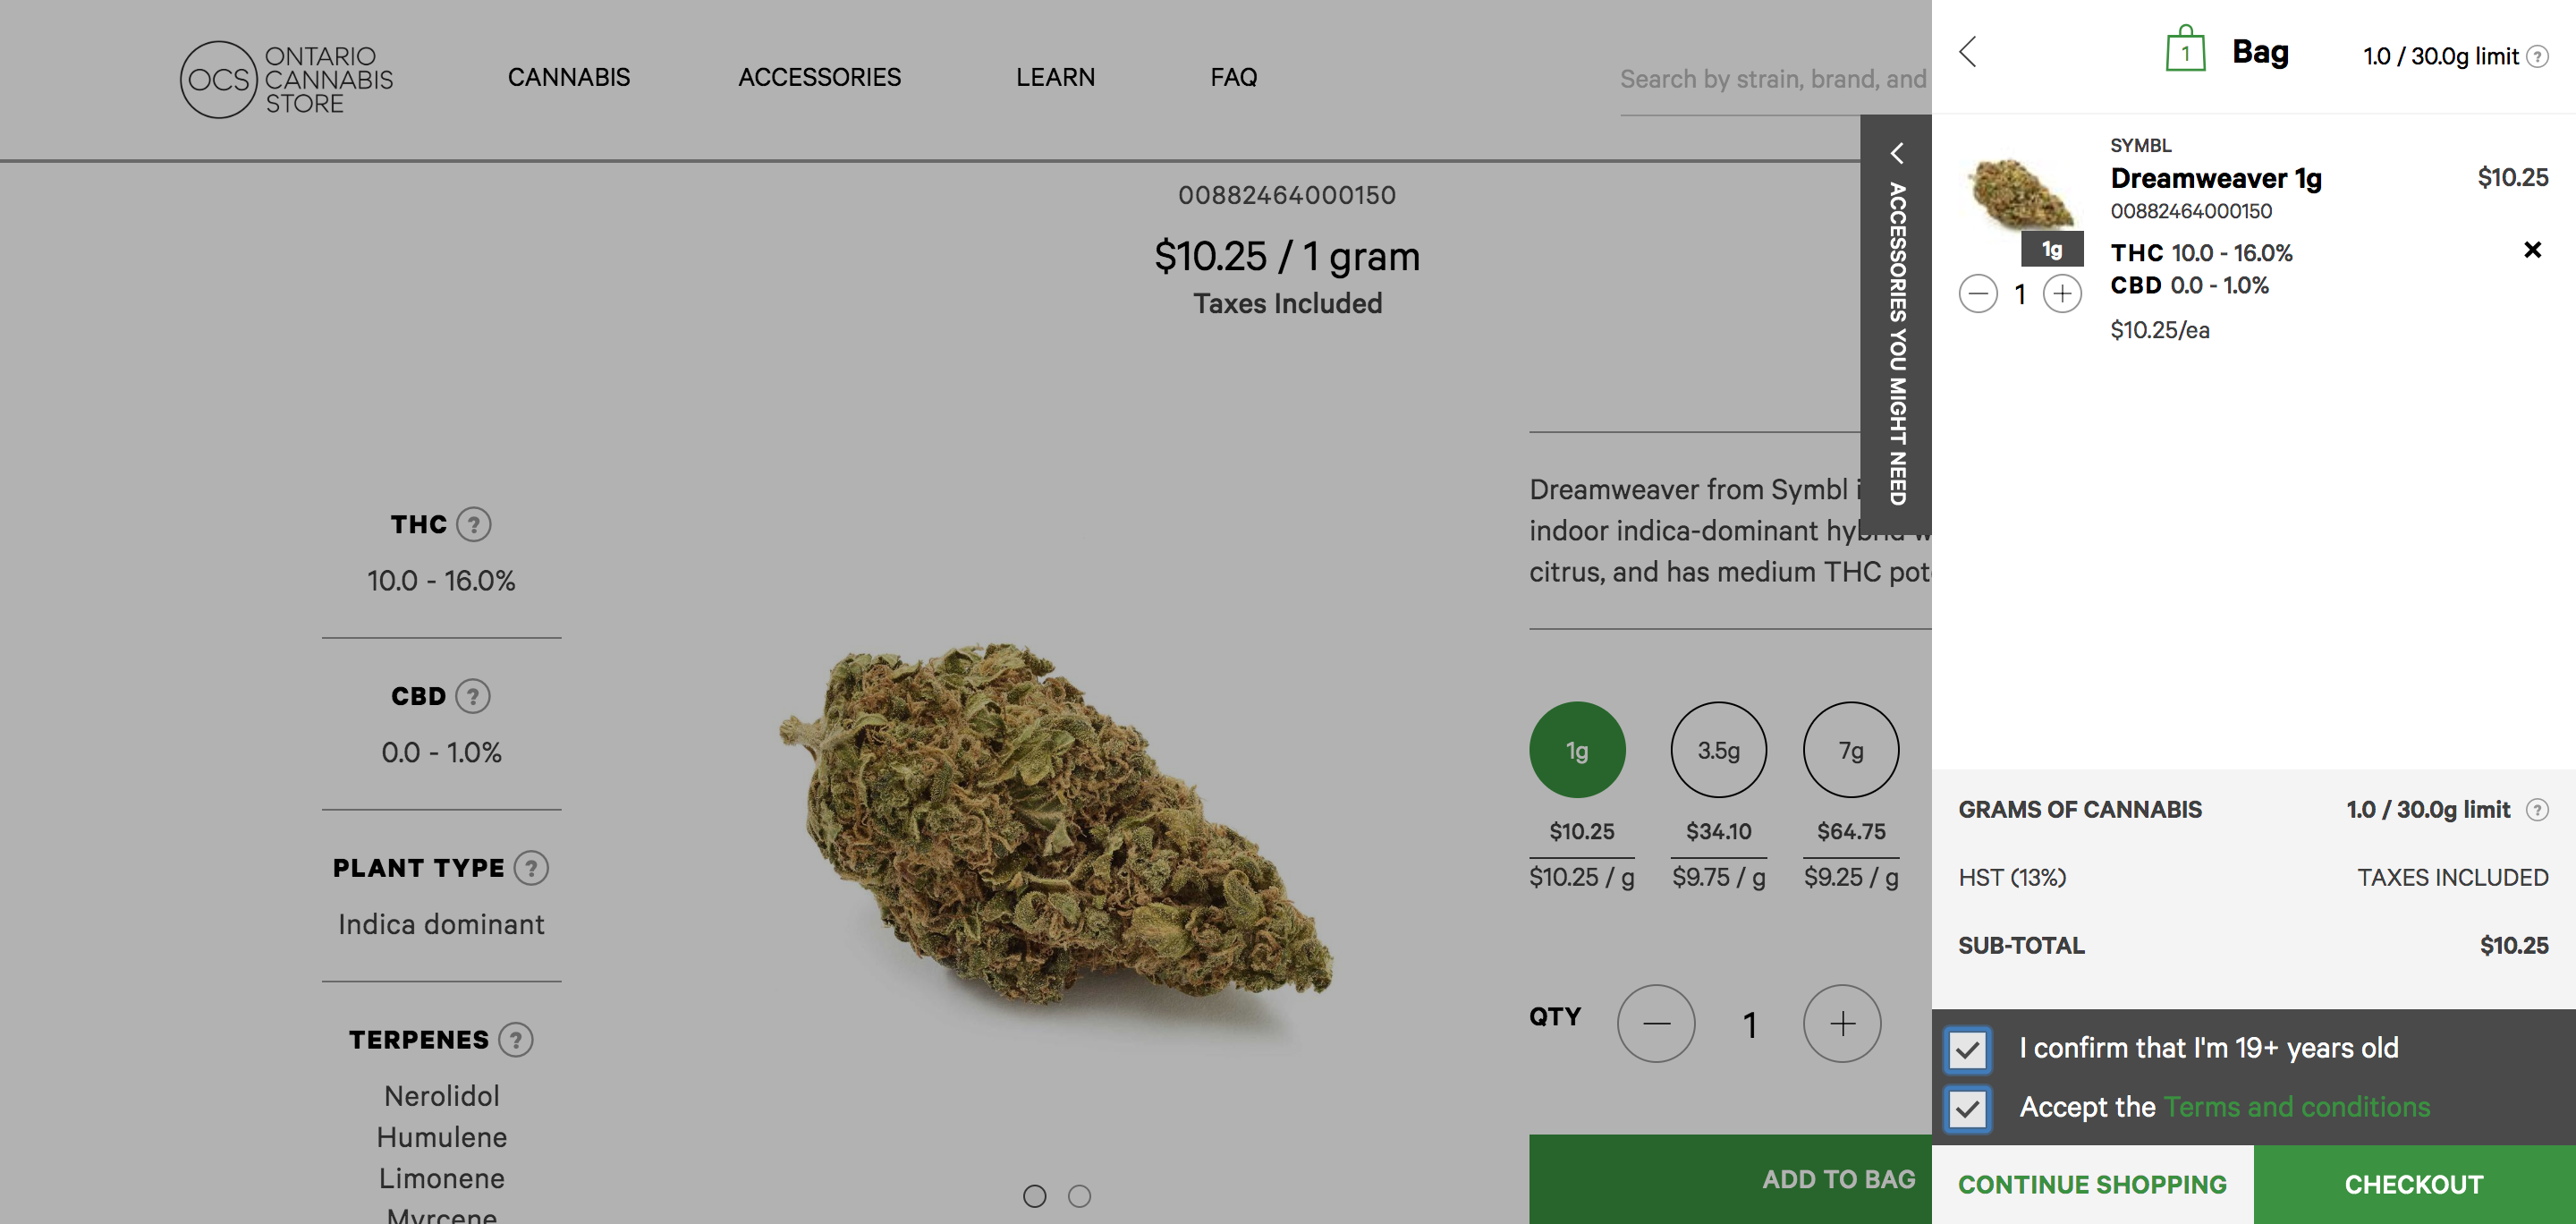 OCS
ONTARIO
CANNABIS
STORE
CANNABIS
ACCESSORIES
LEARN
FAQ
Search by strain, brand, and
00882464000150
$10.25 / 1 gram
Taxes Included
THC ?
10.0 - 16.0%
CBD ?
0.0 - 1.0%
PLANT TYPE ?
Indica dominant
TERPENES ?
Nerolidol
Humulene
Limonene
Myrcene
Dreamweaver from Symbl
indoor indica-dominant hybrid
citrus, and has medium THC
1g
3.5g
7g
$10.25
$34.10
$64.75
$10.25 / g
$9.75 / g
$9.25 / g
QTY
1
ADD TO BAG
ACCESSORIES YOU MIGHT NEED
1
Bag
1.0 / 30.0g limit ?
SYMBL
Dreamweaver 1g
$10.25
00882464000150
1g
THC 10.0 - 16.0%
CBD 0.0 - 1.0%
1
$10.25/ea
GRAMS OF CANNABIS
1.0 / 30.0g limit ?
HST (13%)
TAXES INCLUDED
SUB-TOTAL
$10.25
I confirm that I'm 19+ years old
Accept the Terms and conditions
CONTINUE SHOPPING
CHECKOUT